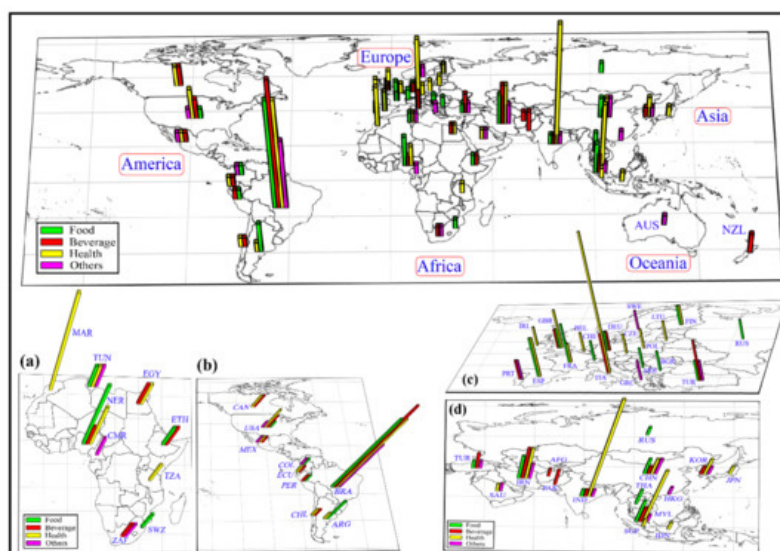 Europe
Asia
America
Food
Beverage
Health
Others
AUS
NZL
Africa
Oceania
MAR
(a)
TUN
EGY
NER
ETH
CMR
TZA
SWZ
ZAF
Food
Beverage
Health
Others
(b)
CAN
USA
MEX
COL
ECU
PER
BRA
CHL
ARG
SWE
GBR
IRL
BEL
DEU
LTU
FIN
RUS
POL
FRA
PRT
ESP
ITA
TUR
(c)
(d)
RUS
TUR
AFG
KOR
IRN
PAK
CHN
JPN
SAU
THA
IND
HKG
Food
Beverage
Health
Others